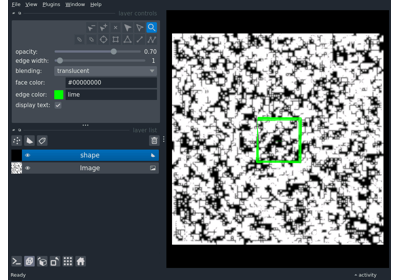 File View Plugins Window Help
layer controls
opacity: 0.70
edge width: 1
blending: translucent
face color: #00000000
edge color: lime
display text:
layer list
shape
Image
Ready
activity